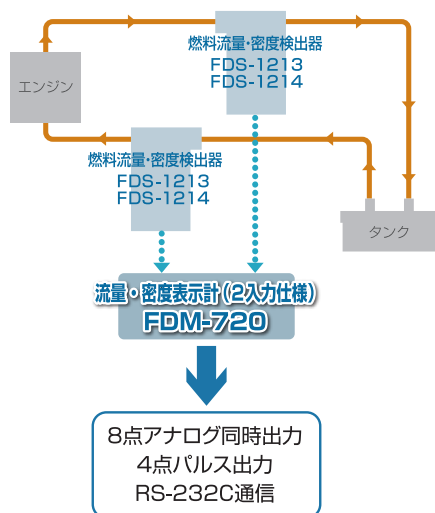 燃料流量・密度検出器
FDS-1213
FDS-1214
エンジン
燃料流量・密度検出器
FDS-1213
FDS-1214
タンク
流量・密度表示計（2入力仕様）
FDM-720
8点アナログ同時出力
4点パルス出力
RS-232C通信